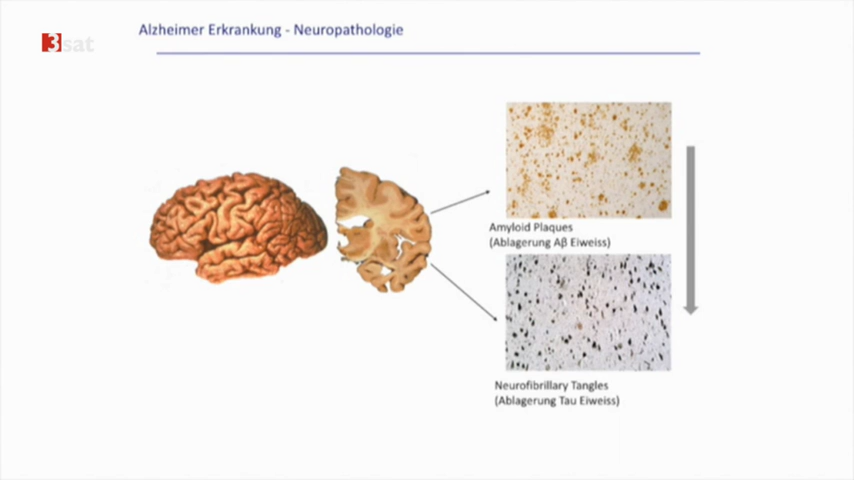 Alzheimer Erkrankung - Neuropathologie
3sat
Amyloid Plaques
(Ablagerung Aβ Eiweiss)
Neurofibrillary Tangles
(Ablagerung Tau Eiweiss)